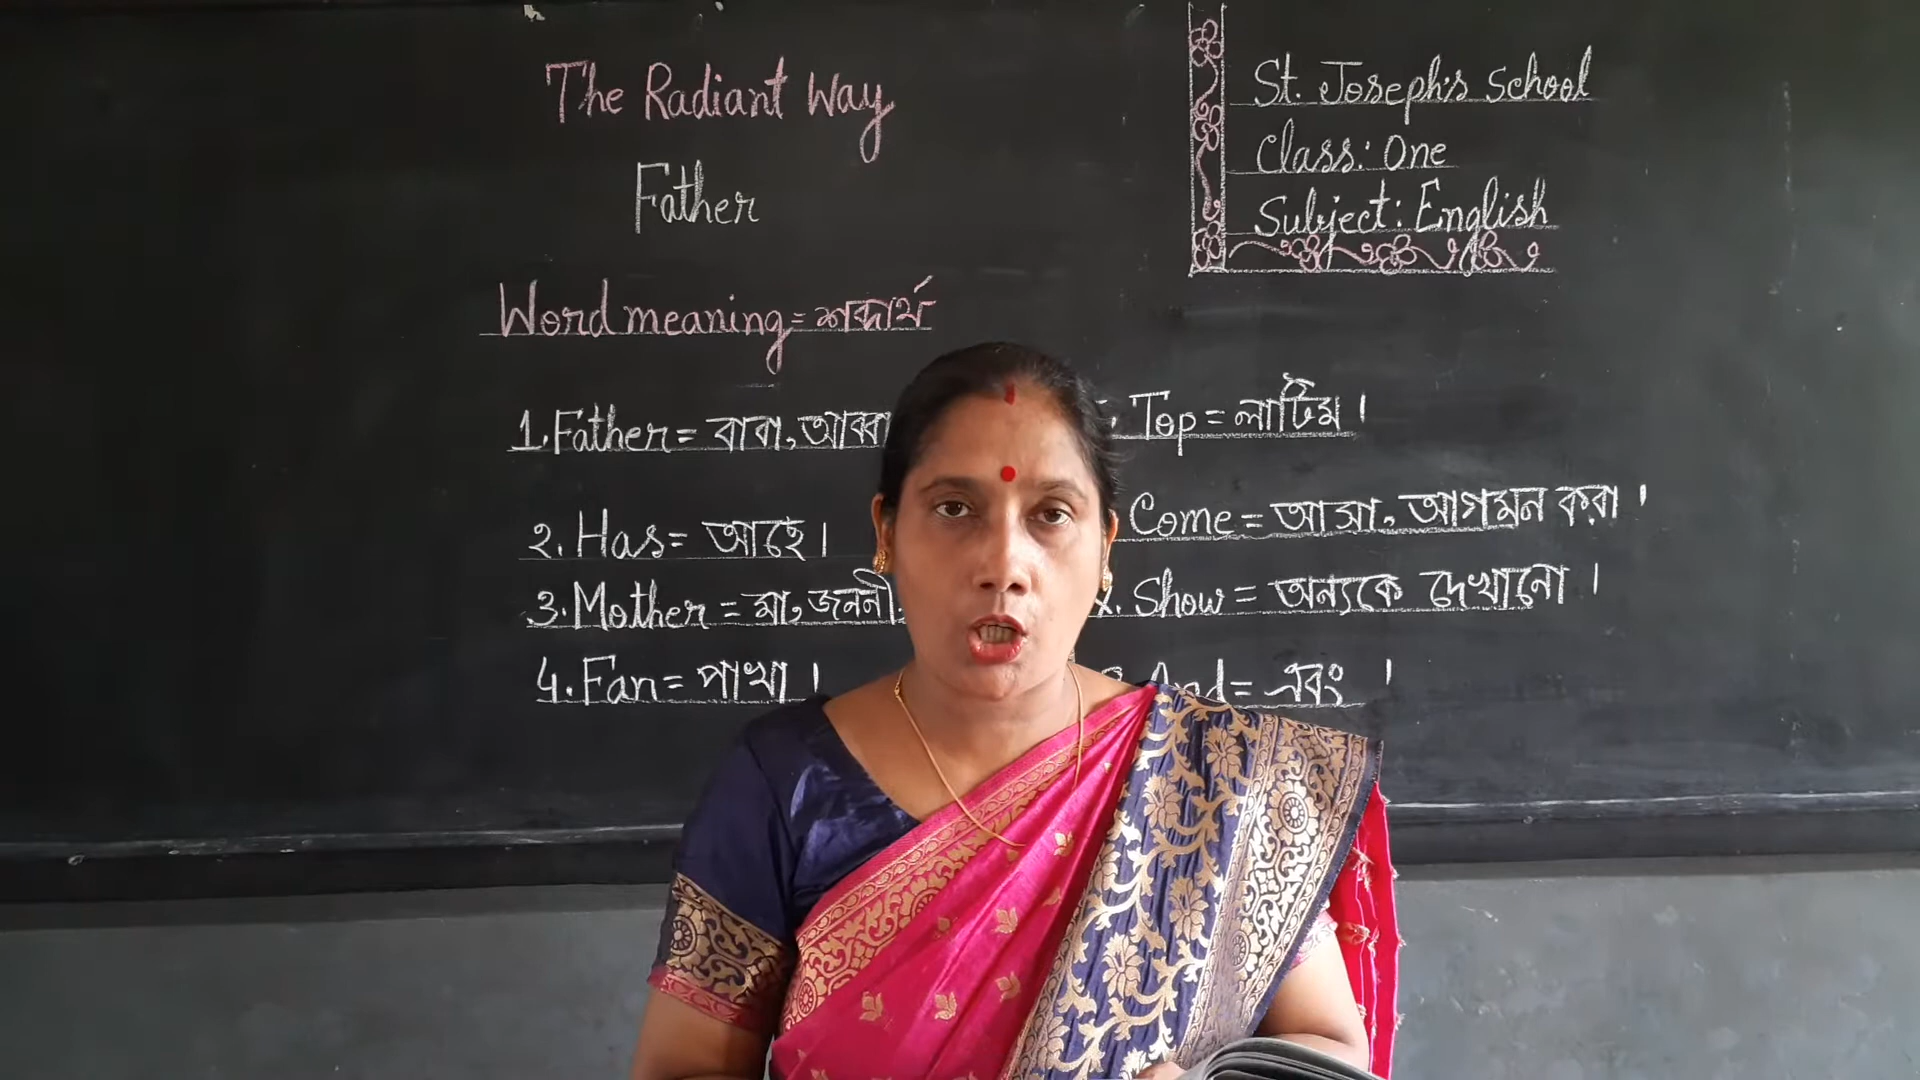 The Radiant Way
Father
St. Joseph's School
Class: One
Subject: English
Word meaning = শব্দার্থ
1. Father = বাবা, আব্বা
২. Has = আছে।
3. Mother = মা, জননী
4. Fan = পাখা।
Top = লাটিম।
Come = আসা, আগমন করা।
Show = অন্যকে দেখানো।
And = এবং।